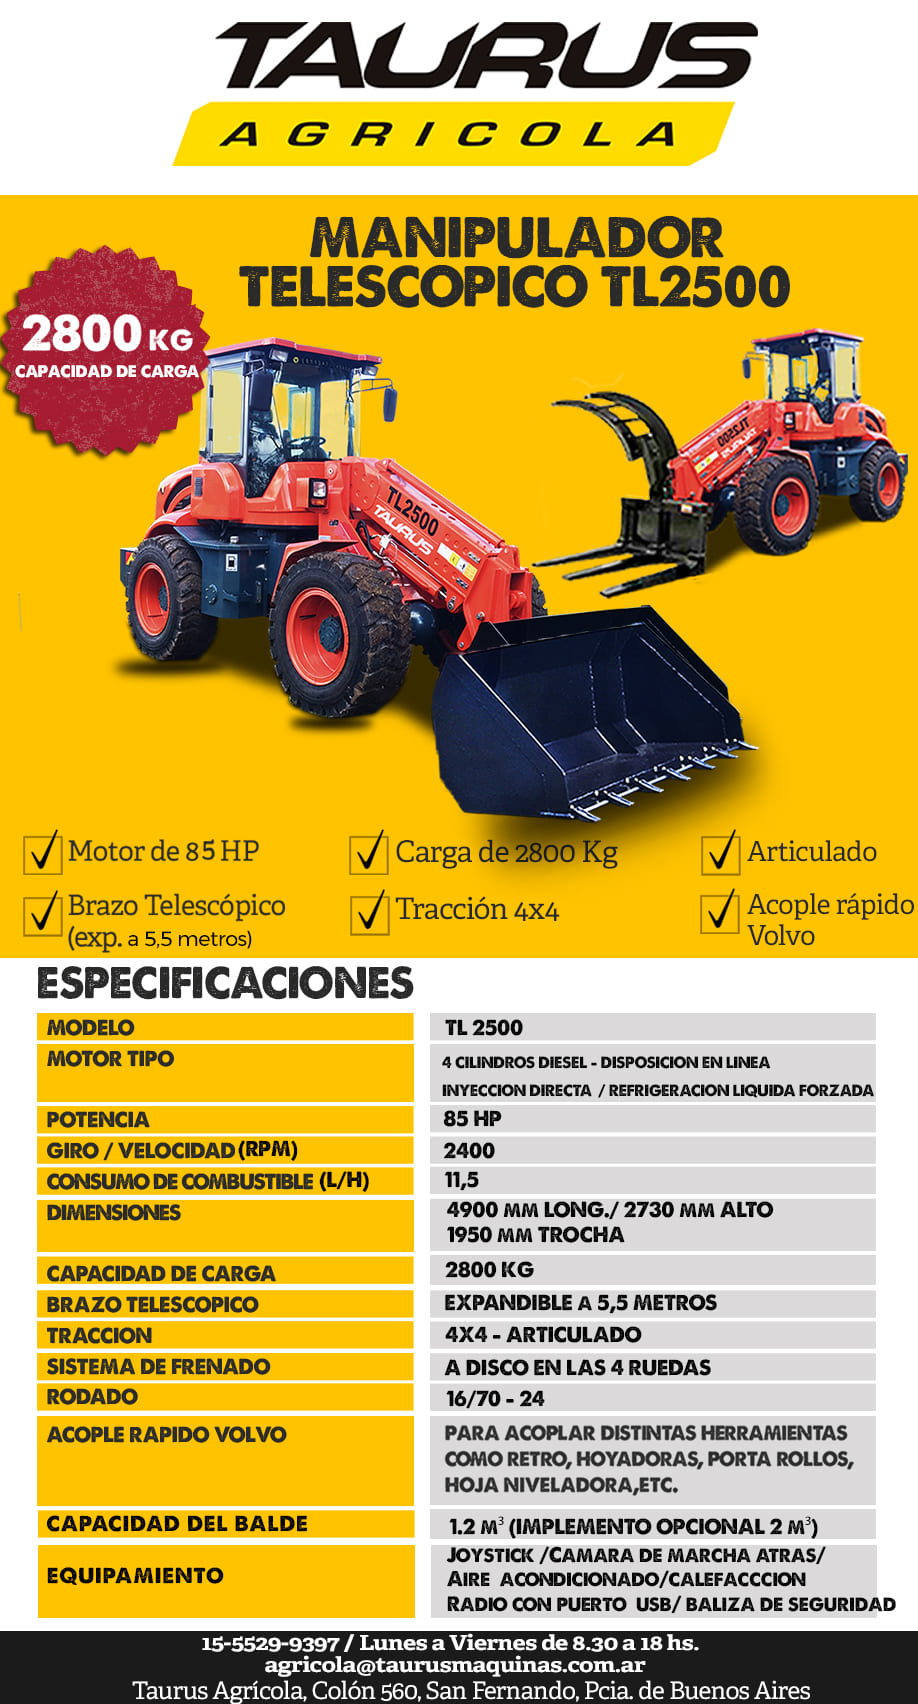 TAURUS
AGRICOLA
MANIPULADOR
TELESCOPICO TL2500
2800 KG
CAPACIDAD DE CARGA
TL2500
TAURUS
TL2500
TAURUS
Motor de 85 HP
Carga de 2800 Kg
Articulado
Brazo Telescópico
(exp. a 5,5 metros)
Tracción 4x4
Acople rápido
Volvo
ESPECIFICACIONES
MODELO
TL 2500
MOTOR TIPO
4 CILINDROS DIESEL - DISPOSICION EN LINEA
INYECCION DIRECTA / REFRIGERACION LIQUIDA FORZADA
POTENCIA
85 HP
GIRO / VELOCIDAD (RPM)
2400
CONSUMO DE COMBUSTIBLE (L/H)
11,5
DIMENSIONES
4900 MM LONG./ 2730 MM ALTO
1950 MM TROCHA
CAPACIDAD DE CARGA
2800 KG
BRAZO TELESCOPICO
EXPANDIBLE A 5,5 METROS
TRACCION
4X4 - ARTICULADO
SISTEMA DE FRENADO
A DISCO EN LAS 4 RUEDAS
RODADO
16/70 - 24
ACOPLE RAPIDO VOLVO
PARA ACOPLAR DISTINTAS HERRAMIENTAS
COMO RETRO, HOYADORAS, PORTA ROLLOS,
HOJA NIVELADORA,ETC.
CAPACIDAD DEL BALDE
1.2 M³ (IMPLEMENTO OPCIONAL 2 M³)
EQUIPAMIENTO
JOYSTICK /CAMARA DE MARCHA ATRAS/
AIRE ACONDICIONADO/CALEFACCCION
RADIO CON PUERTO USB/ BALIZA DE SEGURIDAD
15-5529-9397 / Lunes a Viernes de 8.30 a 18 hs.
agricola@taurusmaquinas.com.ar
Taurus Agrícola, Colón 560, San Fernando, Pcia. de Buenos Aires